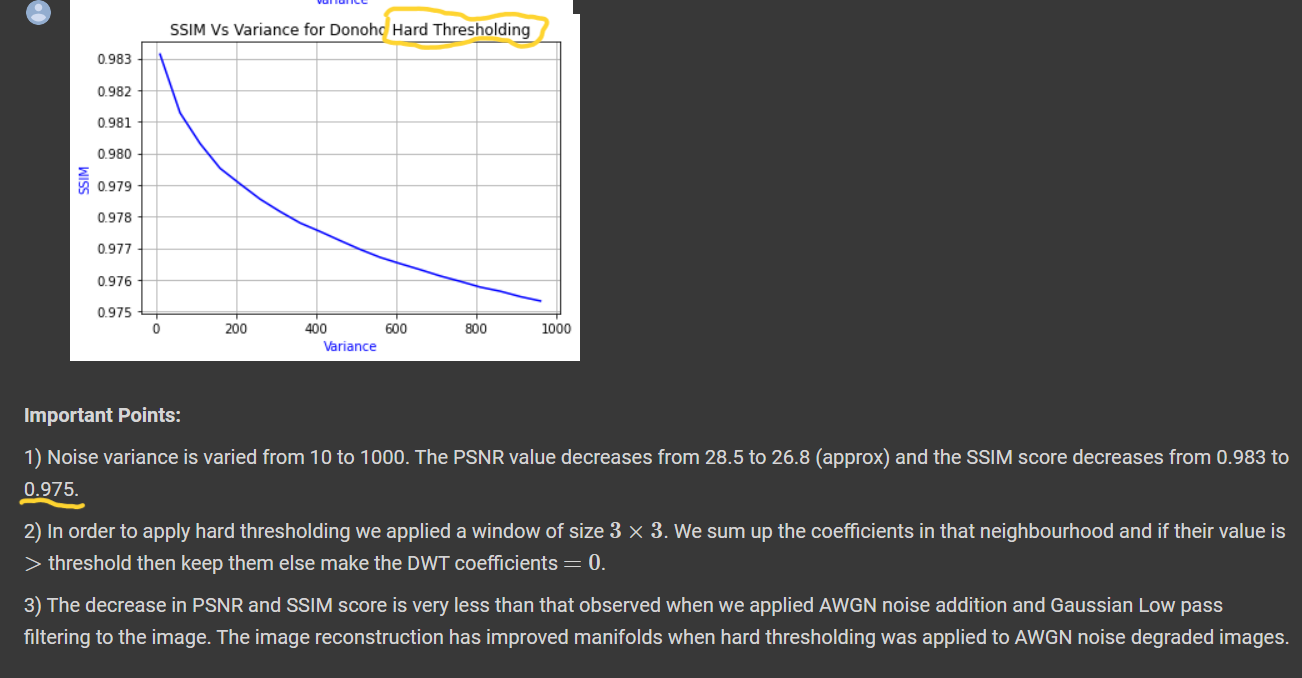 Variance
SSIM Vs Variance for Donoho Hard Thresholding
0.983
0.982
0.981
0.980
0.979
0.978
0.977
0.976
0.975
SSIM
0 200 400 600 800 1000
Variance
Important Points:
1) Noise variance is varied from 10 to 1000. The PSNR value decreases from 28.5 to 26.8 (approx) and the SSIM score decreases from 0.983 to
0.975.
2) In order to apply hard thresholding we applied a window of size 3 × 3. We sum up the coefficients in that neighbourhood and if their value is
> threshold then keep them else make the DWT coefficients = 0.
3) The decrease in PSNR and SSIM score is very less than that observed when we applied AWGN noise addition and Gaussian Low pass
filtering to the image. The image reconstruction has improved manifolds when hard thresholding was applied to AWGN noise degraded images.